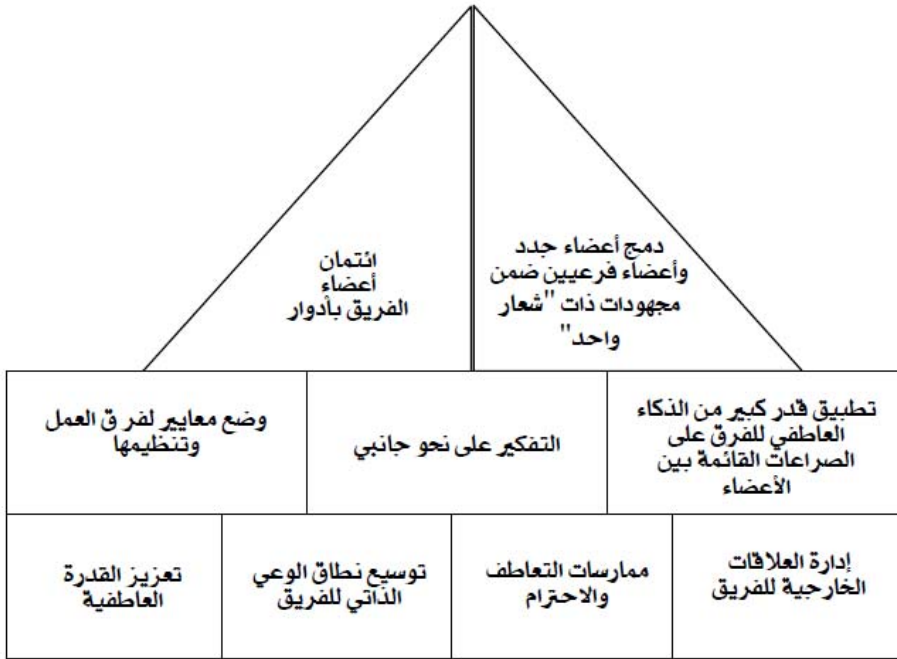 دمج أعضاء جدد
وأعضاء فرعيين ضمن
مجهودات ذات "شعار
واحد"
ائتمان
أعضاء
الفريق بأدوار
تطبيق قدر كبير من الذكاء
العاطفي للفرق على
الصراعات القائمة بين
الأعضاء
التفكير على نحو جانبي
وضع معايير لفرق العمل
وتنظيمها
إدارة العلاقات
الخارجية للفريق
ممارسات التعاطف
والاحترام
توسيع نطاق الوعي
الذاتي للفريق
تعزيز القدرة
العاطفية